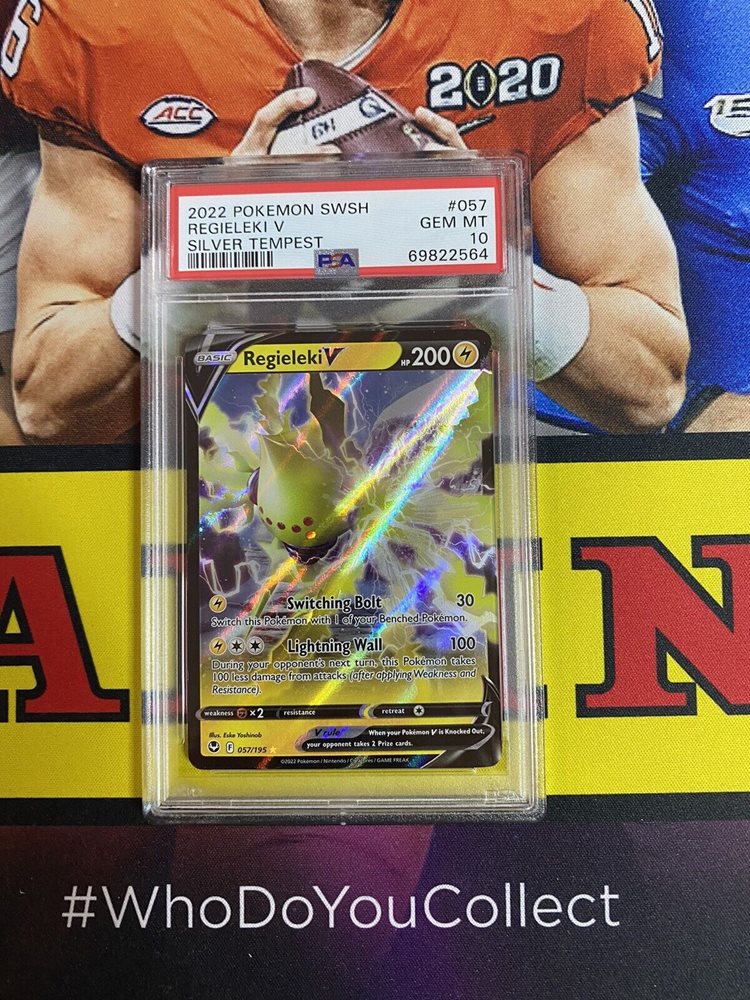 16
1
ACC
2020
15
2022 POKEMON SWSH #057
REGIELEKI V GEM MT
SILVER TEMPEST 10
PSA 69822564
BASIC Regieleki V HP 200
Switching Bolt 30
Switch this Pokémon with 1 of your Benched Pokémon.
Lightning Wall 100
During your opponent's next turn, this Pokémon takes
100 less damage from attacks (after applying Weakness and
Resistance).
weakness ×2 resistance retreat
Illus. Eske Yoshinob
V rule When your Pokémon V is Knocked Out,
your opponent takes 2 Prize cards.
F 057/195
©2022 Pokémon / Nintendo / Creatures / GAME FREAK
A N
#WhoDoYouCollect